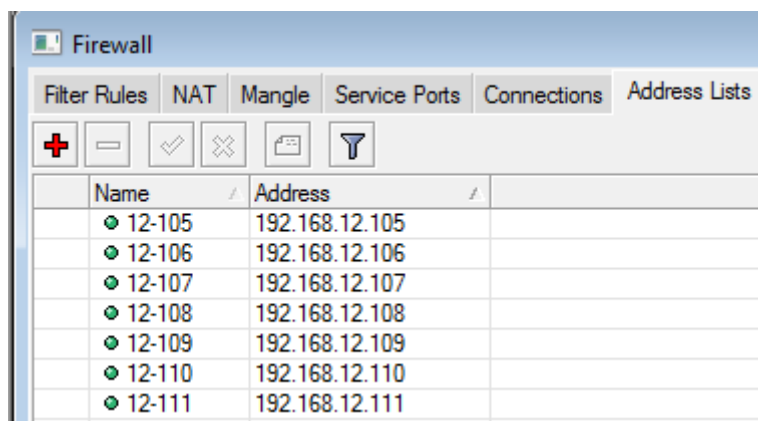 Firewall
Filter Rules NAT Mangle Service Ports Connections Address Lists
Name Address
12-105 192.168.12.105
12-106 192.168.12.106
12-107 192.168.12.107
12-108 192.168.12.108
12-109 192.168.12.109
12-110 192.168.12.110
12-111 192.168.12.111